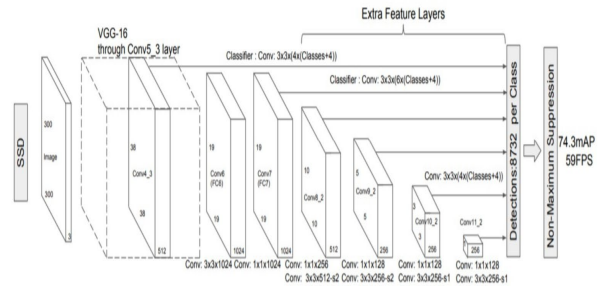 Extra Feature Layers
VGG-16
through Conv5_3 layer
Classifier : Conv: 3x3x(4x(Classes+4))
Classifier : Conv: 3x3x(6x(Classes+4))
SSD
300
Image
300
3
38
Conv4_3
38
512
19
Conv6
(FC6)
19
1024
19
Conv7
(FC7)
19
1024
10
Conv8_2
10
512
5
Conv9_2
5
256
Conv: 3x3x(4x(Classes+4))
3
Conv10_2
3
256
Conv11_2
256
Detections:8732 per Class
Non-Maximum Suppression
74.3mAP
59FPS
Conv: 3x3x1024
Conv: 1x1x1024
Conv: 1x1x256
Conv: 3x3x512-s2
Conv: 1x1x128
Conv: 3x3x256-s2
Conv: 1x1x128
Conv: 3x3x256-s1
Conv: 1x1x128
Conv: 3x3x256-s1